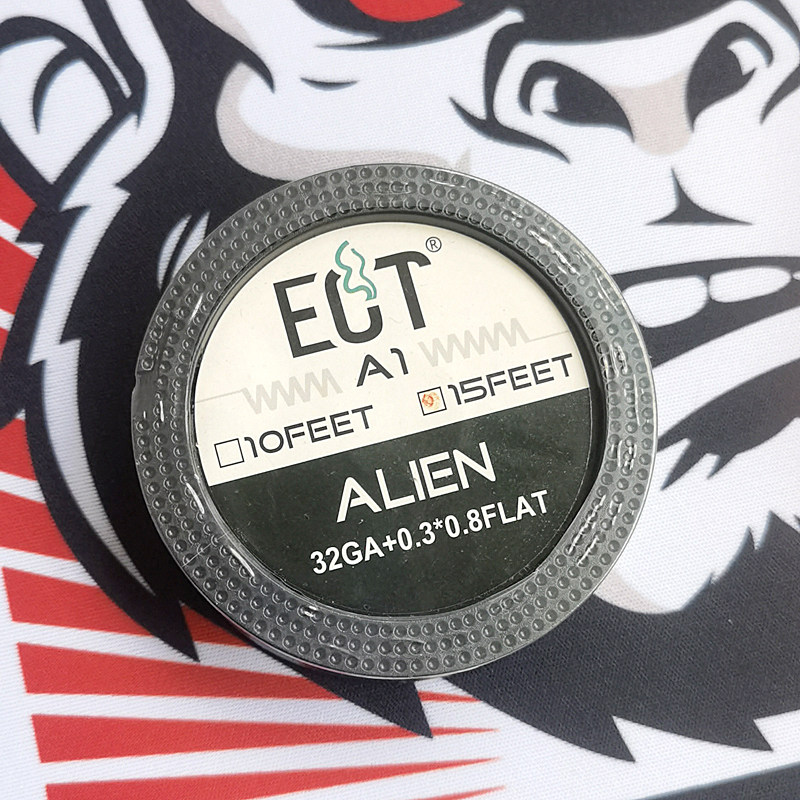 ECT®
A1
10FEET 15FEET
ALIEN
32GA+0.3*0.8FLAT